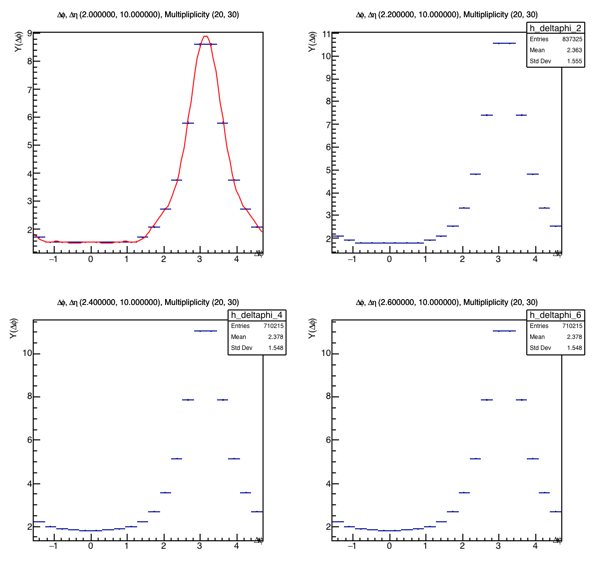 Δφ, Δη (2.000000, 10.000000), Multipliplicity (20, 30)
Y(Δφ)
9
8
7
6
5
4
3
2
−1 0 1 2 3 4
Δφ, Δη (2.200000, 10.000000), Multipliplicity (20, 30)
h_deltaphi_2
Entries 837325
Mean 2.363
Std Dev 1.555
Y(Δφ)
11
10
9
8
7
6
5
4
3
2
−1 0 1 2 3 4
Δφ, Δη (2.400000, 10.000000), Multipliplicity (20, 30)
h_deltaphi_4
Entries 710215
Mean 2.378
Std Dev 1.548
Y(Δφ)
10
8
6
4
2
−1 0 1 2 3 4
Δφ, Δη (2.600000, 10.000000), Multipliplicity (20, 30)
h_deltaphi_6
Entries 710215
Mean 2.378
Std Dev 1.548
Y(Δφ)
10
8
6
4
2
−1 0 1 2 3 4